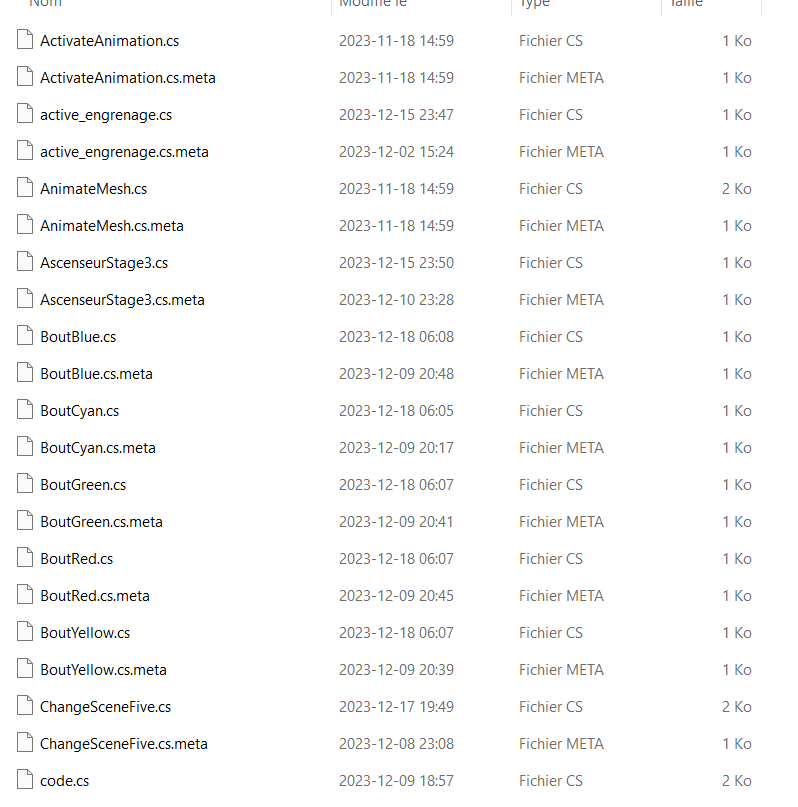 Nom Modifié le Type Taille
ActivateAnimation.cs 2023-11-18 14:59 Fichier CS 1 Ko
ActivateAnimation.cs.meta 2023-11-18 14:59 Fichier META 1 Ko
active_engrenage.cs 2023-12-15 23:47 Fichier CS 1 Ko
active_engrenage.cs.meta 2023-12-02 15:24 Fichier META 1 Ko
AnimateMesh.cs 2023-11-18 14:59 Fichier CS 2 Ko
AnimateMesh.cs.meta 2023-11-18 14:59 Fichier META 1 Ko
AscenseurStage3.cs 2023-12-15 23:50 Fichier CS 1 Ko
AscenseurStage3.cs.meta 2023-12-10 23:28 Fichier META 1 Ko
BoutBlue.cs 2023-12-18 06:08 Fichier CS 1 Ko
BoutBlue.cs.meta 2023-12-09 20:48 Fichier META 1 Ko
BoutCyan.cs 2023-12-18 06:05 Fichier CS 1 Ko
BoutCyan.cs.meta 2023-12-09 20:17 Fichier META 1 Ko
BoutGreen.cs 2023-12-18 06:07 Fichier CS 1 Ko
BoutGreen.cs.meta 2023-12-09 20:41 Fichier META 1 Ko
BoutRed.cs 2023-12-18 06:07 Fichier CS 1 Ko
BoutRed.cs.meta 2023-12-09 20:45 Fichier META 1 Ko
BoutYellow.cs 2023-12-18 06:07 Fichier CS 1 Ko
BoutYellow.cs.meta 2023-12-09 20:39 Fichier META 1 Ko
ChangeSceneFive.cs 2023-12-17 19:49 Fichier CS 2 Ko
ChangeSceneFive.cs.meta 2023-12-08 23:08 Fichier META 1 Ko
code.cs 2023-12-09 18:57 Fichier CS 2 Ko